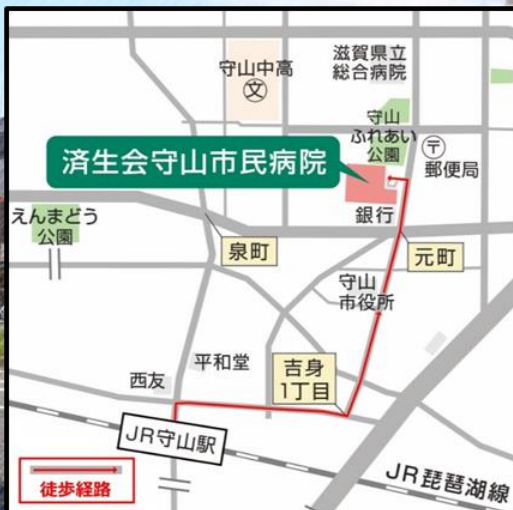 守山中高
文
滋賀県立
総合病院
守山
ふれあい
公園
〒
郵便局
済生会守山市民病院
銀行
えんまどう
公園
泉町
元町
守山
市役所
吉身
1丁目
平和堂
西友
JR守山駅
JR琵琶湖線
徒歩経路